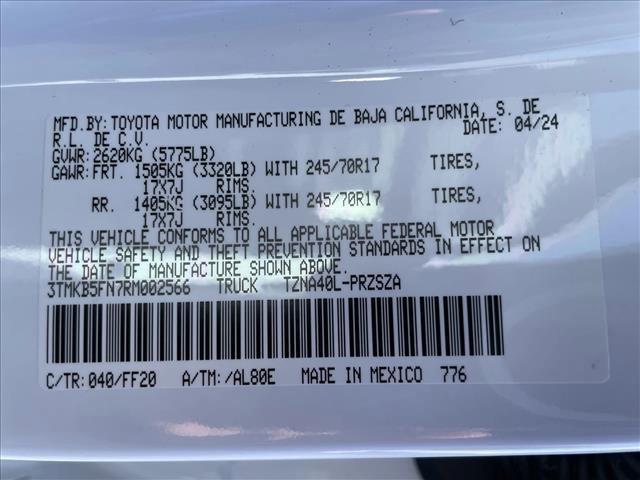 MFD.BY: TOYOTA MOTOR MANUFACTURING DE BAJA CALIFORNIA, S. DE
R.L. DE C.V. DATE: 04/24
GVWR: 2620KG (5775LB)
GAWR: FRT. 1505KG (3320LB) WITH 245/70R17 TIRES,
17X7J RIMS.
RR. 1405KG (3095LB) WITH 245/70R17 TIRES,
17X7J RIMS.
THIS VEHICLE CONFORMS TO ALL APPLICABLE FEDERAL MOTOR
VEHICLE SAFETY AND THEFT PREVENTION STANDARDS IN EFFECT ON
THE DATE OF MANUFACTURE SHOWN ABOVE.
3TMKB5FN7RM002566 TRUCK TZNA40L-PRZSZA
C/TR: 040/FF20 A/TM: /AL80E MADE IN MEXICO 776